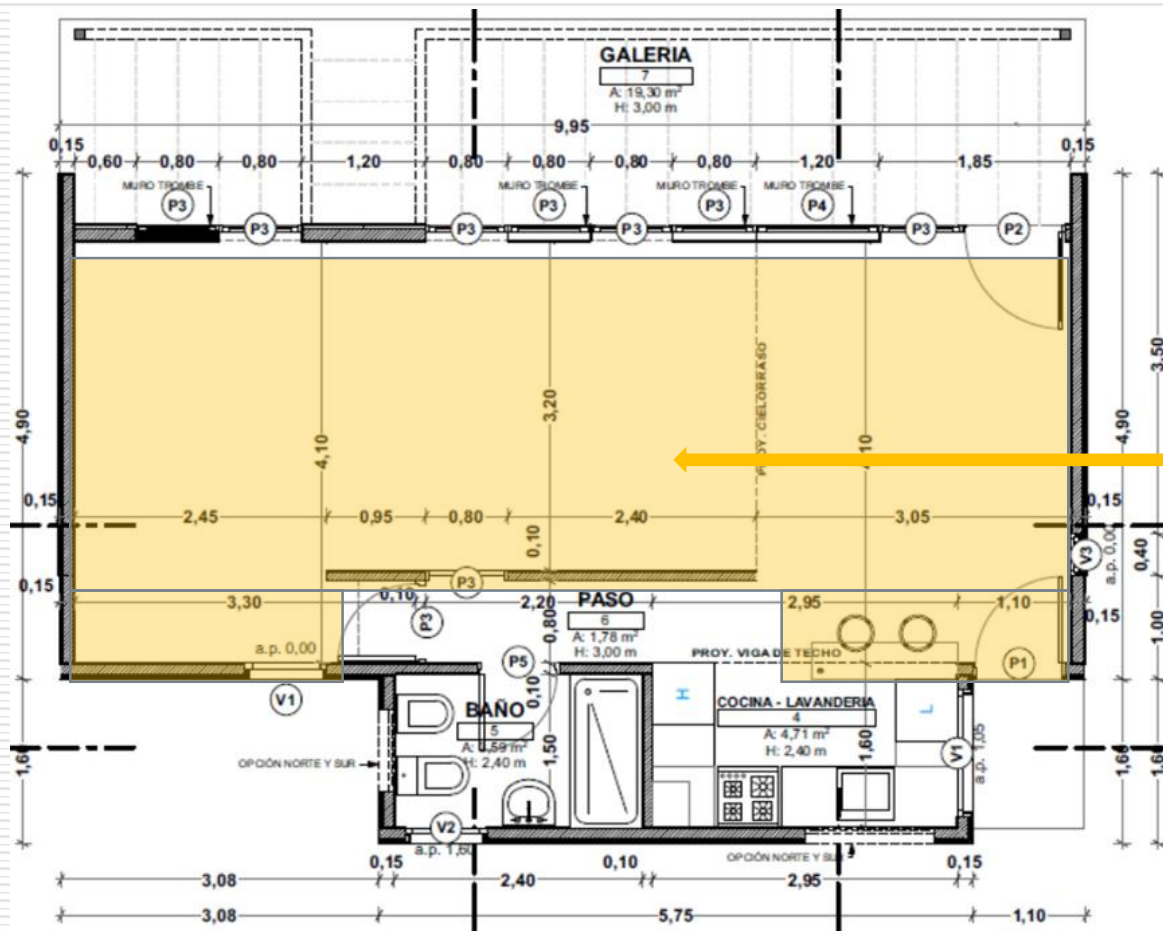 GALERIA
7
A: 19,30 m²
H: 3,00 m
9,95
0,15
0,60
0,80
0,80
1,20
0,80
0,80
0,80
0,80
1,20
1,85
0,15
MURO TROMBE
MURO TROMBE
MURO TROMBE
MURO TROMBE
P3
P3
P3
P4
P3
P3
P3
P3
P2
3,50
4,90
4,10
3,20
PROY. CIELORRASO
4,90
0,15
2,45
0,95
0,80
2,40
3,05
0,15
0,10
V3
a.p. 0,00
0,40
0,15
P3
3,30
0,10
P3
2,20
0,80
PASO
6
A: 1,78 m²
H: 3,00 m
2,95
1,10
0,15
1,00
a.p. 0,00
P5
PROY. VIGA DE TECHO
P1
V1
0,10
H
COCINA - LAVANDERIA
4
A: 4,71 m²
H: 2,40 m
L
BAÑO
5
H: 2,40 m
1,50
1,60
V1
a.p. 1,05
OPCIÓN NORTE Y SUR
1,60
V2
a.p. 1,60
0,15
0,10
OPCIÓN NORTE Y SUR
0,15
3,08
2,40
2,95
3,08
5,75
1,10